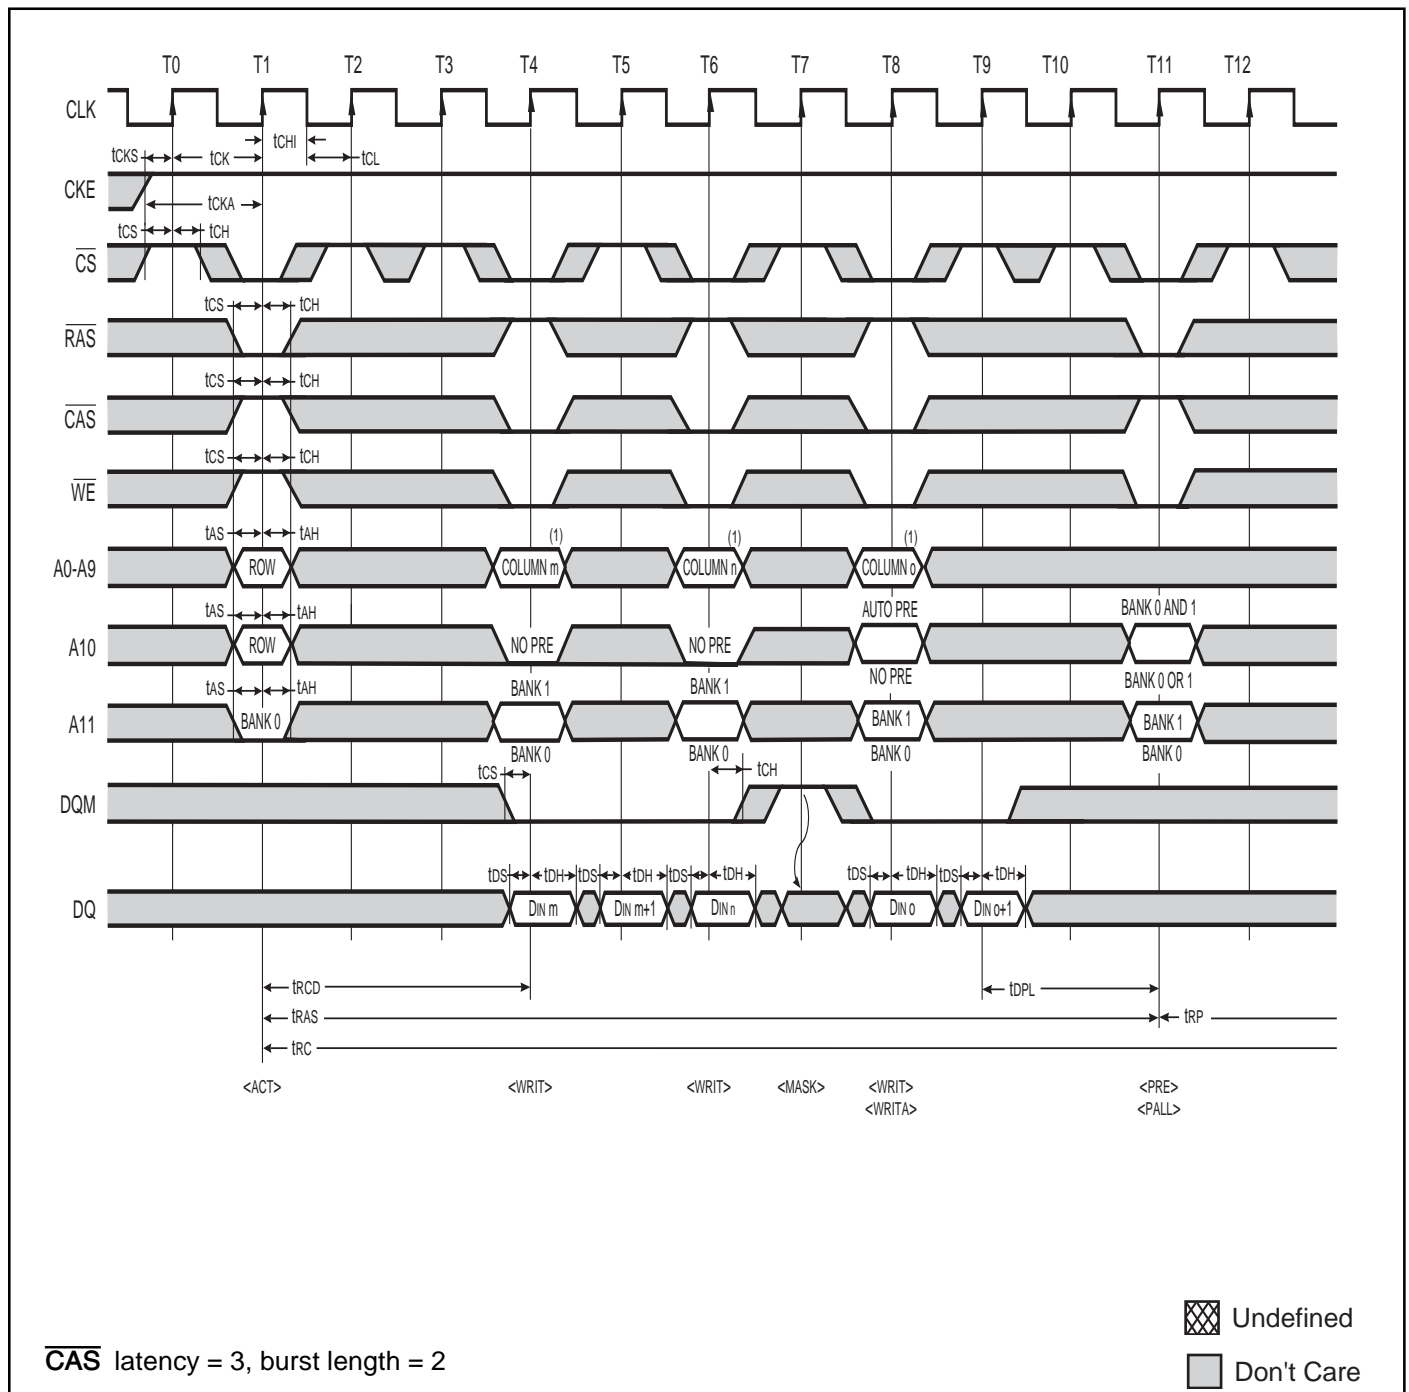 T0 T1 T2 T3 T4 T5 T6 T7 T8 T9 T10 T11 T12
CLK
tCHI
tCKS tCK tCL
CKE
tCKA
tCS tCH
CS
tCS tCH
RAS
tCS tCH
CAS
tCS tCH
WE
tAS tAH (1) (1) (1)
A0-A9 ROW COLUMN m COLUMN n COLUMN o
tAS tAH AUTO PRE BANK 0 AND 1
A10 ROW NO PRE NO PRE
NO PRE BANK 0 OR 1
tAS tAH BANK 1 BANK 1
A11 BANK 0 BANK 1 BANK 1
BANK 0 BANK 0 BANK 0 BANK 0
tCS tCH
DQM
tDS tDH tDS tDH tDS tDH tDS tDH tDS tDH
DQ DIN m DIN m+1 DIN n DIN o DIN o+1
tRCD tDPL
tRAS tRP
tRC
<ACT> <WRIT> <WRIT> <MASK> <WRIT> <PRE>
<WRITA> <PALL>
Undefined
CAS latency = 3, burst length = 2
Don't Care